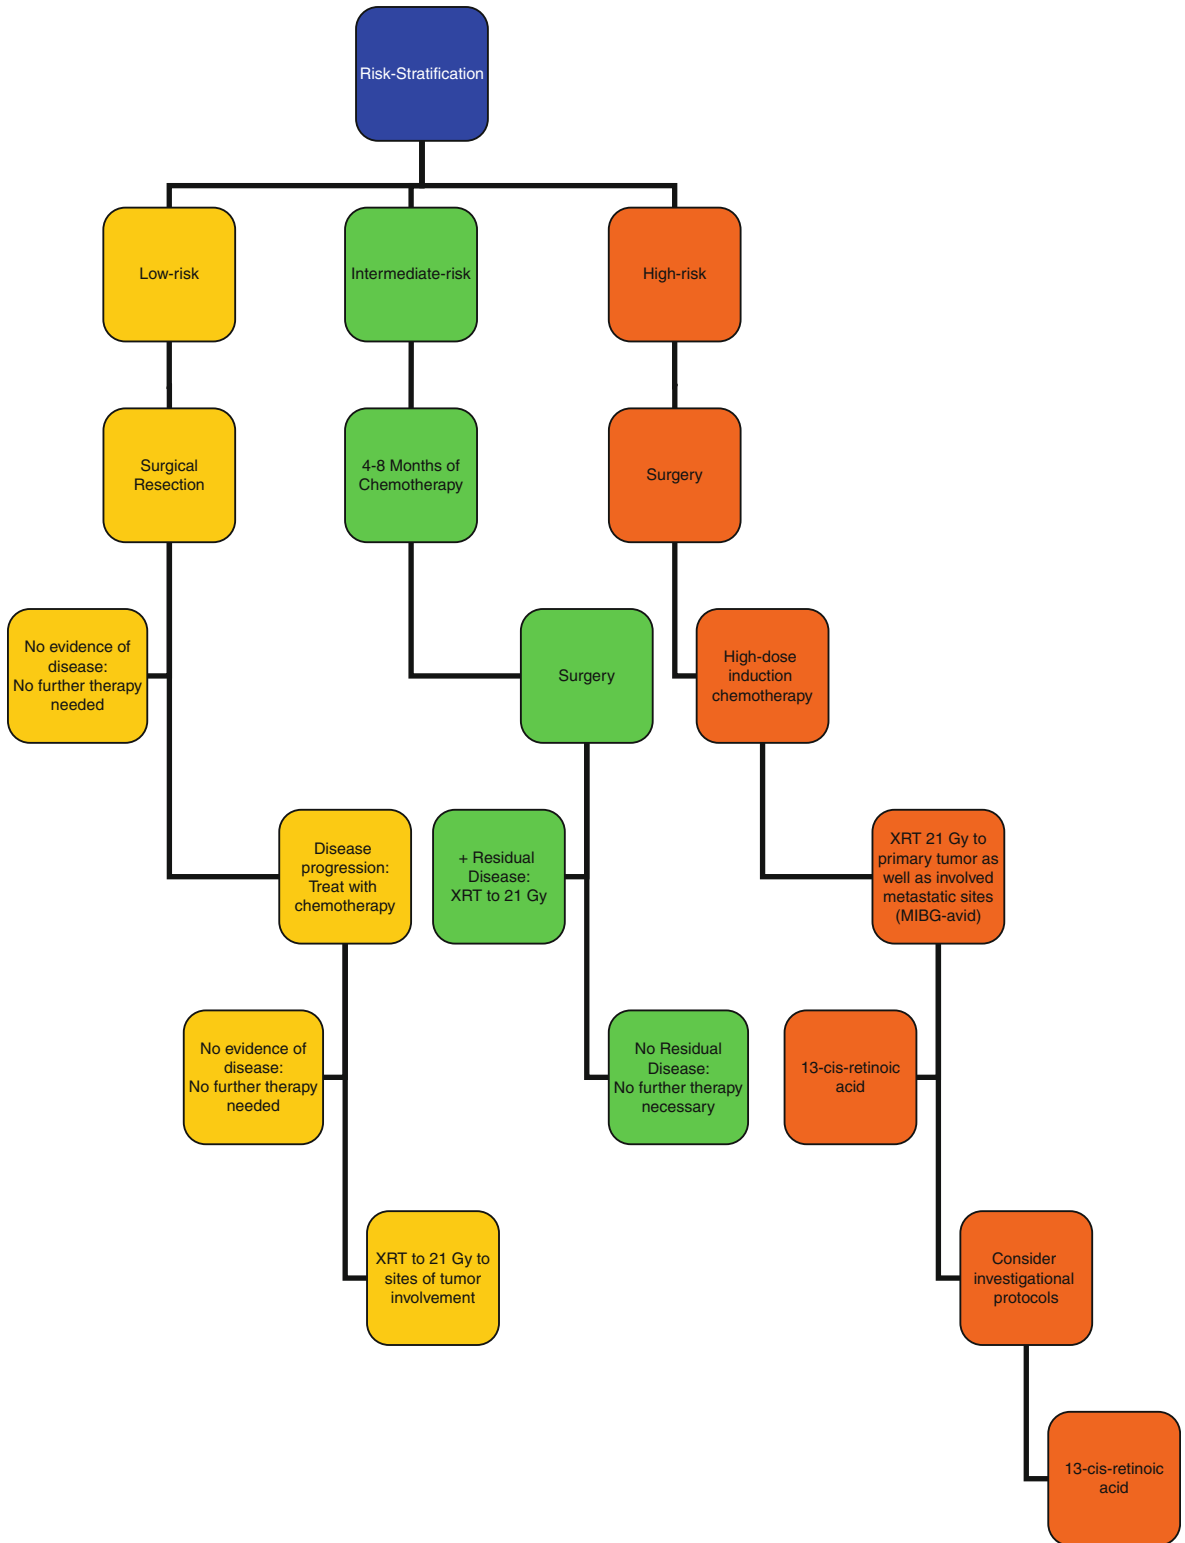 Risk-Stratification
Low-risk
Intermediate-risk
High-risk
Surgical
Resection
4-8 Months of
Chemotherapy
Surgery
No evidence of
disease:
No further therapy
needed
Surgery
High-dose
induction
chemotherapy
Disease
progression:
Treat with
chemotherapy
+ Residual
Disease:
XRT to 21 Gy
XRT 21 Gy to
primary tumor as
well as involved
metastatic sites
(MIBG-avid)
No evidence of
disease:
No further therapy
needed
No Residual
Disease:
No further therapy
necessary
13-cis-retinoic
acid
XRT to 21 Gy to
sites of tumor
involvement
Consider
investigational
protocols
13-cis-retinoic
acid